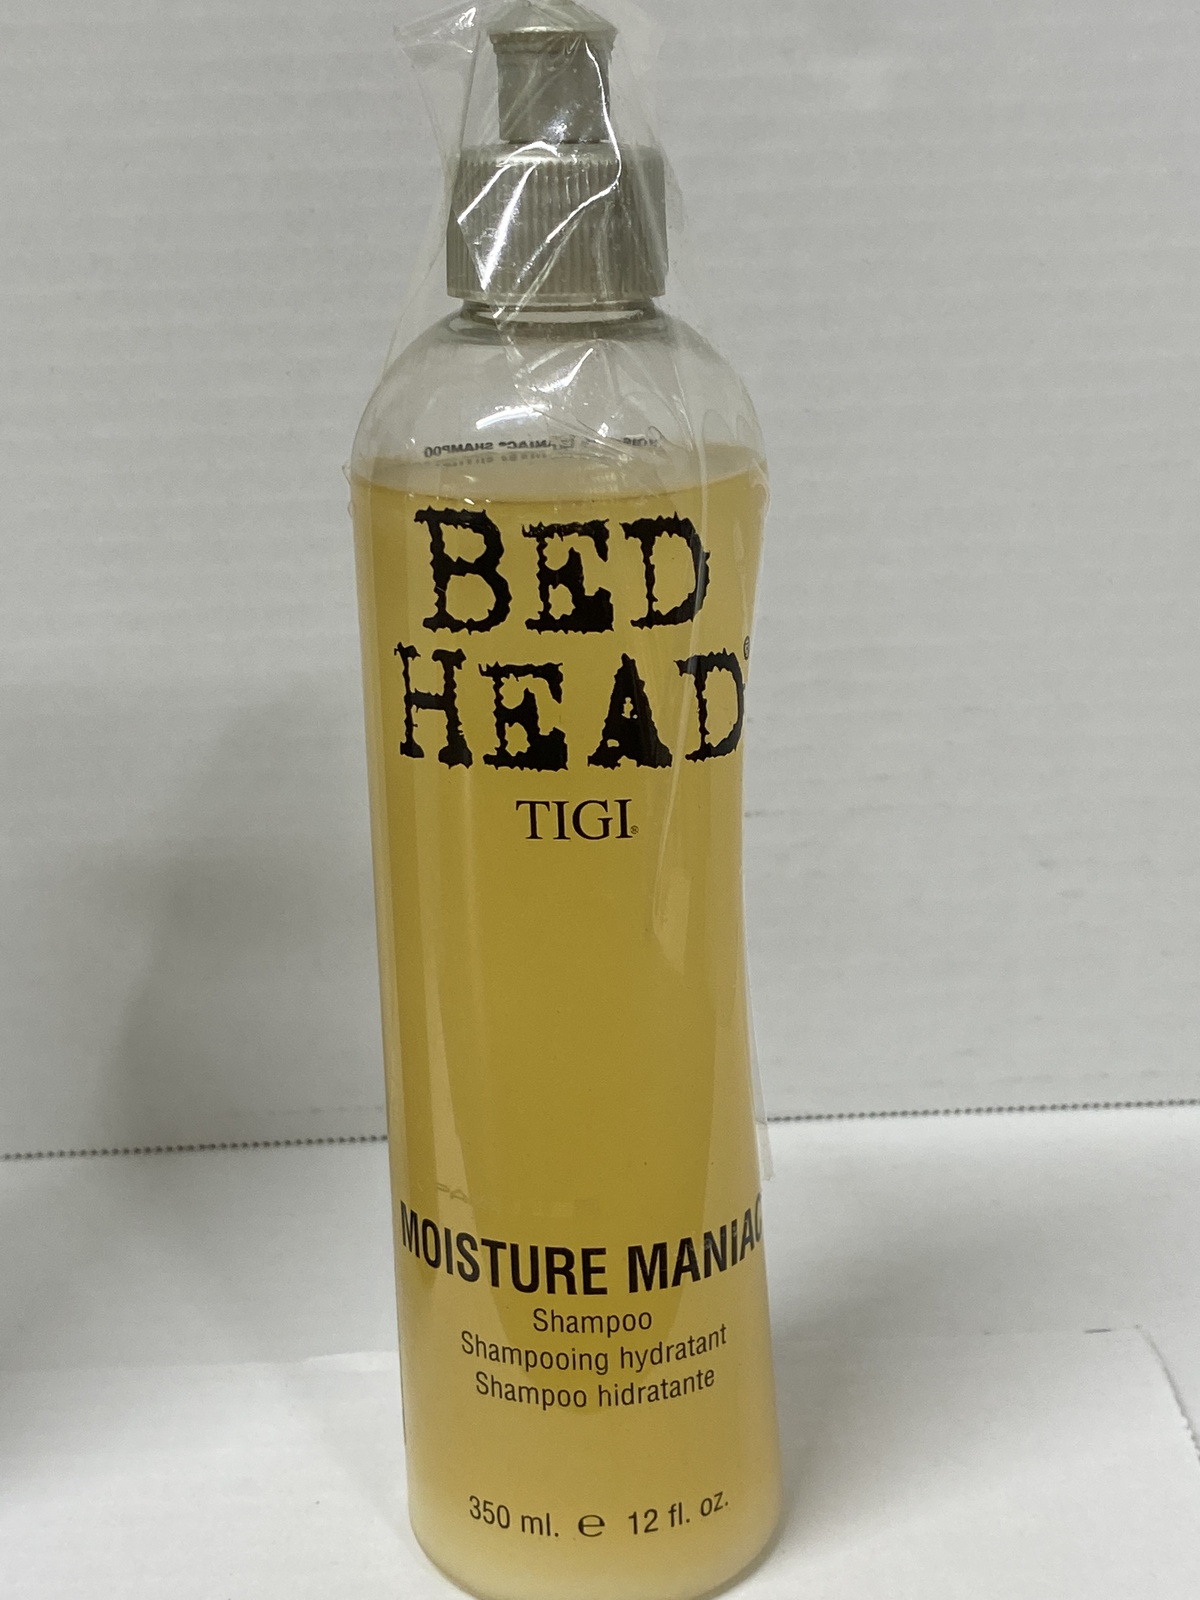 BED
HEAD®
TIGI®
MOISTURE MANIAC
Shampoo
Shampooing hydratant
Shampoo hidratante
350 ml. ℮ 12 fl. oz.